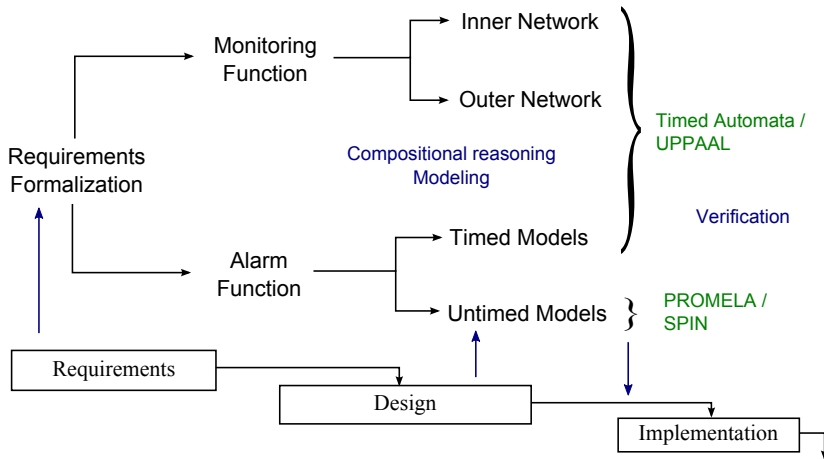 Inner Network
Monitoring
Function
Outer Network
Timed Automata /
UPPAAL
Requirements
Formalization
Compositional reasoning
Modeling
Verification
Timed Models
Alarm
Function
Untimed Models
PROMELA /
SPIN
Requirements
Design
Implementation